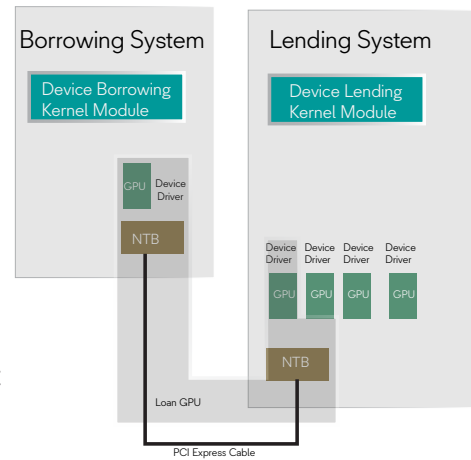 Borrowing System
Lending System
Device Borrowing
Kernel Module
Device Lending
Kernel Module
GPU
Device
Driver
NTB
Device
Driver
Device
Driver
Device
Driver
Device
Driver
GPU
GPU
GPU
GPU
NTB
Loan GPU
PCI Express Cable